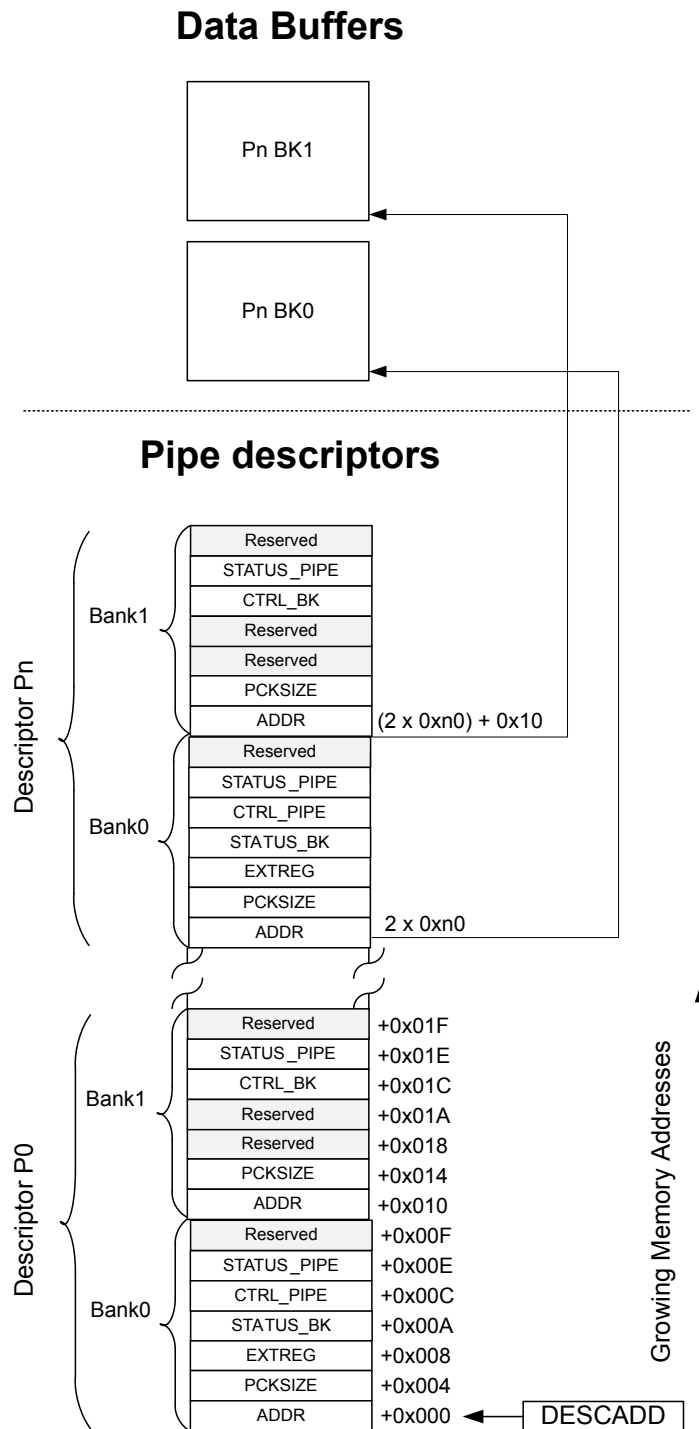 Data Buffers
Pn BK1
Pn BK0
Pipe descriptors
Descriptor Pn
Bank1
Reserved
STATUS_PIPE
CTRL_BK
Reserved
Reserved
PCKSIZE
ADDR (2 x 0xn0) + 0x10
Bank0
Reserved
STATUS_PIPE
CTRL_PIPE
STATUS_BK
EXTREG
PCKSIZE
ADDR 2 x 0xn0
Descriptor P0
Bank1
Reserved +0x01F
STATUS_PIPE +0x01E
CTRL_BK +0x01C
Reserved +0x01A
Reserved +0x018
PCKSIZE +0x014
ADDR +0x010
Bank0
Reserved +0x00F
STATUS_PIPE +0x00E
CTRL_PIPE +0x00C
STATUS_BK +0x00A
EXTREG +0x008
PCKSIZE +0x004
ADDR +0x000 DESCADD
Growing Memory Addresses